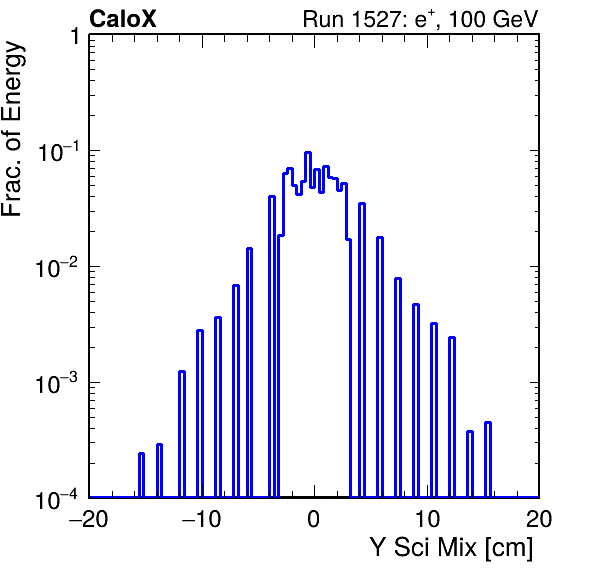 CaloX Run 1527: e⁺, 100 GeV
Frac. of Energy
1
10⁻¹
10⁻²
10⁻³
10⁻⁴
−20 −10 0 10 20
Y Sci Mix [cm]